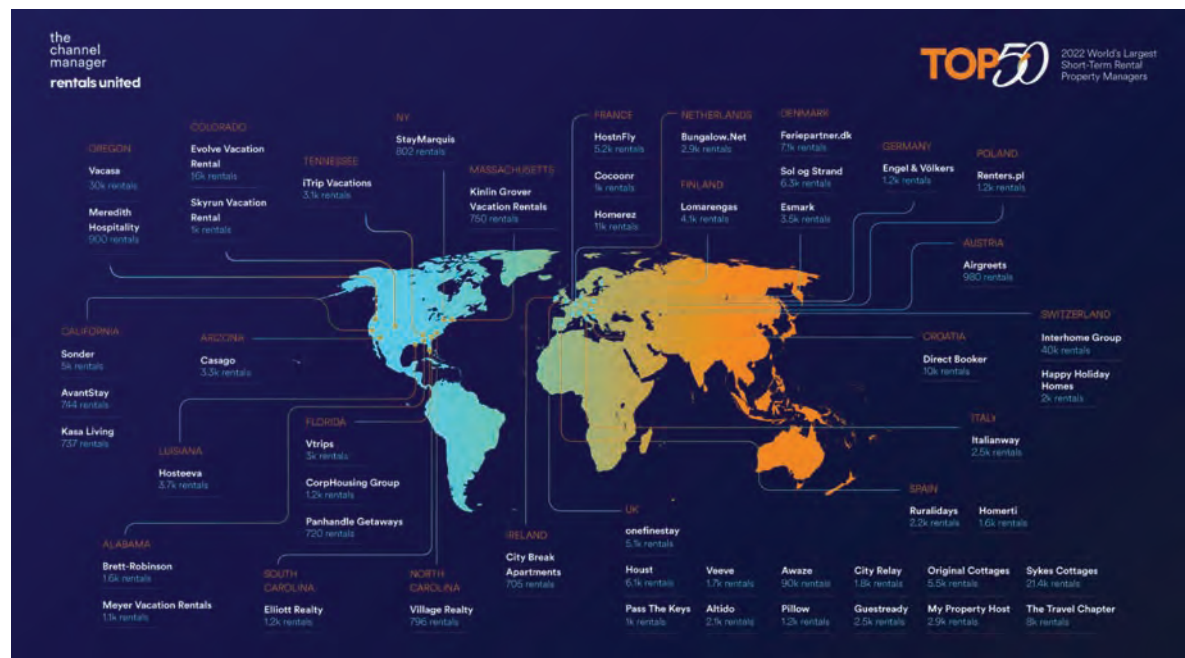 the
channel
manager
rentals united
TOP50
2022 World's Largest
Short-Term Rental
Property Managers
OREGON
Vacasa
30k rentals
Meredith
Hospitality
900 rentals
COLORADO
Evolve Vacation
Rental
16k rentals
Skyrun Vacation
Rental
1k rentals
TENNESSEE
iTrip Vacations
3.1k rentals
NY
StayMarquis
802 rentals
MASSACHUSETTS
Kinlin Grover
Vacation Rentals
750 rentals
FRANCE
HostnFly
5.2k rentals
Cocoonr
1k rentals
Homerez
11k rentals
NETHERLANDS
Bungalow.Net
2.9k rentals
FINLAND
Lomarengas
4.1k rentals
DENMARK
Feriepartner.dk
7.1k rentals
Sol og Strand
6.3k rentals
Esmark
3.5k rentals
GERMANY
Engel & Völkers
1.2k rentals
POLAND
Renters.pl
1.2k rentals
AUSTRIA
Airgreets
980 rentals
SWITZERLAND
Interhome Group
40k rentals
Happy Holiday
Homes
2k rentals
CROATIA
Direct Booker
10k rentals
CALIFORNIA
Sonder
5k rentals
AvantStay
744 rentals
Kasa Living
737 rentals
ARIZONA
Casago
3.3k rentals
LUISIANA
Hosteeva
3.7k rentals
FLORIDA
Vtrips
3k rentals
CorpHousing Group
1.2k rentals
Panhandle Getaways
720 rentals
ITALY
Italianway
2.5k rentals
SPAIN
Ruralidays
2.2k rentals
Homerti
1.6k rentals
ALABAMA
Brett-Robinson
1.6k rentals
Meyer Vacation Rentals
1.1k rentals
SOUTH
CAROLINA
Elliott Realty
1.2k rentals
NORTH
CAROLINA
Village Realty
796 rentals
IRELAND
City Break
Apartments
705 rentals
UK
onefinestay
5.1k rentals
Houst
6.1k rentals
Veeve
1.7k rentals
Awaze
90k rentals
City Relay
1.8k rentals
Original Cottages
5.5k rentals
Sykes Cottages
21.4k rentals
Pass The Keys
1k rentals
Altido
2.1k rentals
Pillow
1.2k rentals
Guestready
2.5k rentals
My Property Host
2.9k rentals
The Travel Chapter
8k rentals